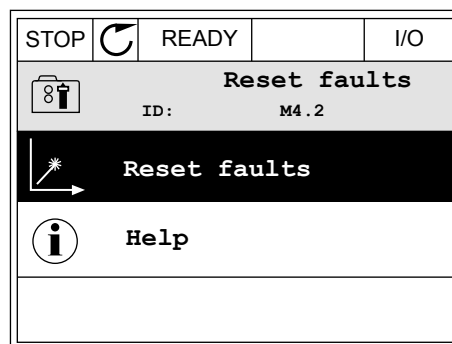 STOP READY I/O
Reset faults
ID: M4.2
Reset faults
Help